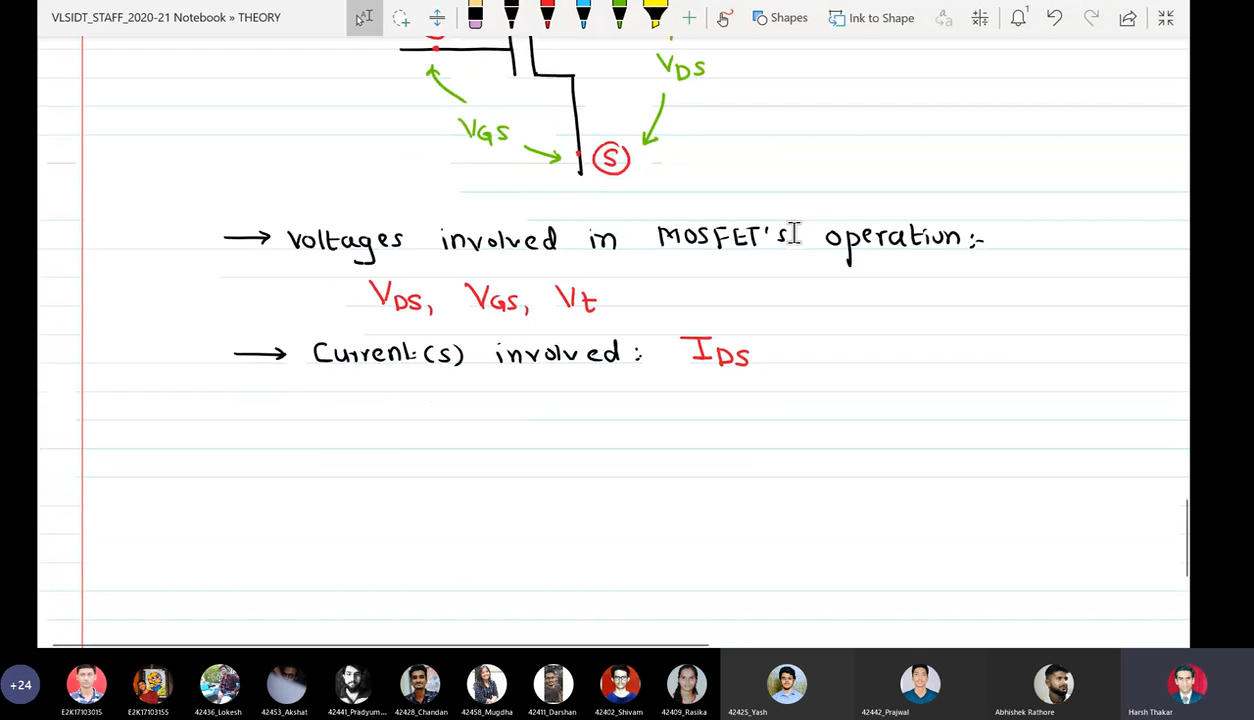 VLSIDT_STAFF_2020-21 Notebook » THEORY
Shapes
Ink to Shape
VDS
VGS
S
→ Voltages involved in MOSFET's operation:-
VDS, VGS, Vt
→ Current(s) involved: IDS
+24
E2K17103015
E2K17103155
42436_Lokesh
42453_Akshat
42441_Pradyum...
42428_Chandan
42458_Mugdha
42411_Darshan
42402_Shivam
42409_Rasika
42425_Yash
42442_Prajwal
Abhishek Rathore
Harsh Thakar